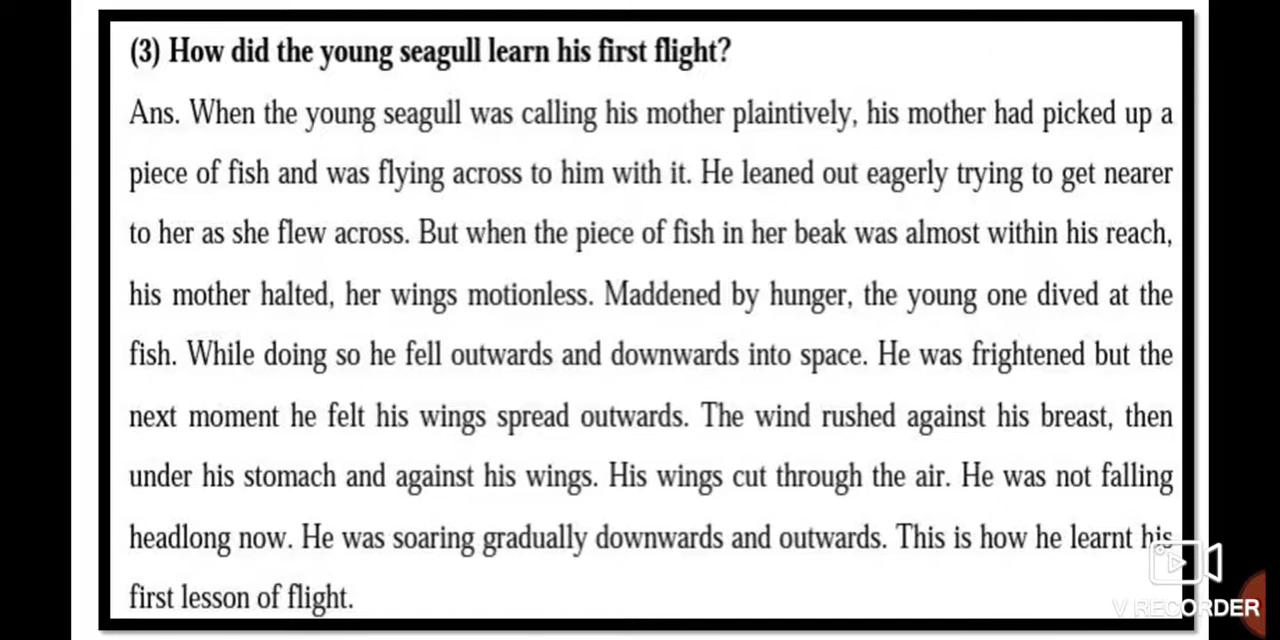 (3) How did the young seagull learn his first flight?
Ans. When the young seagull was calling his mother plaintively, his mother had picked up a
piece of fish and was flying across to him with it. He leaned out eagerly trying to get nearer
to her as she flew across. But when the piece of fish in her beak was almost within his reach,
his mother halted, her wings motionless. Maddened by hunger, the young one dived at the
fish. While doing so he fell outwards and downwards into space. He was frightened but the
next moment he felt his wings spread outwards. The wind rushed against his breast, then
under his stomach and against his wings. His wings cut through the air. He was not falling
headlong now. He was soaring gradually downwards and outwards. This is how he learnt his
first lesson of flight.
V RECORDER